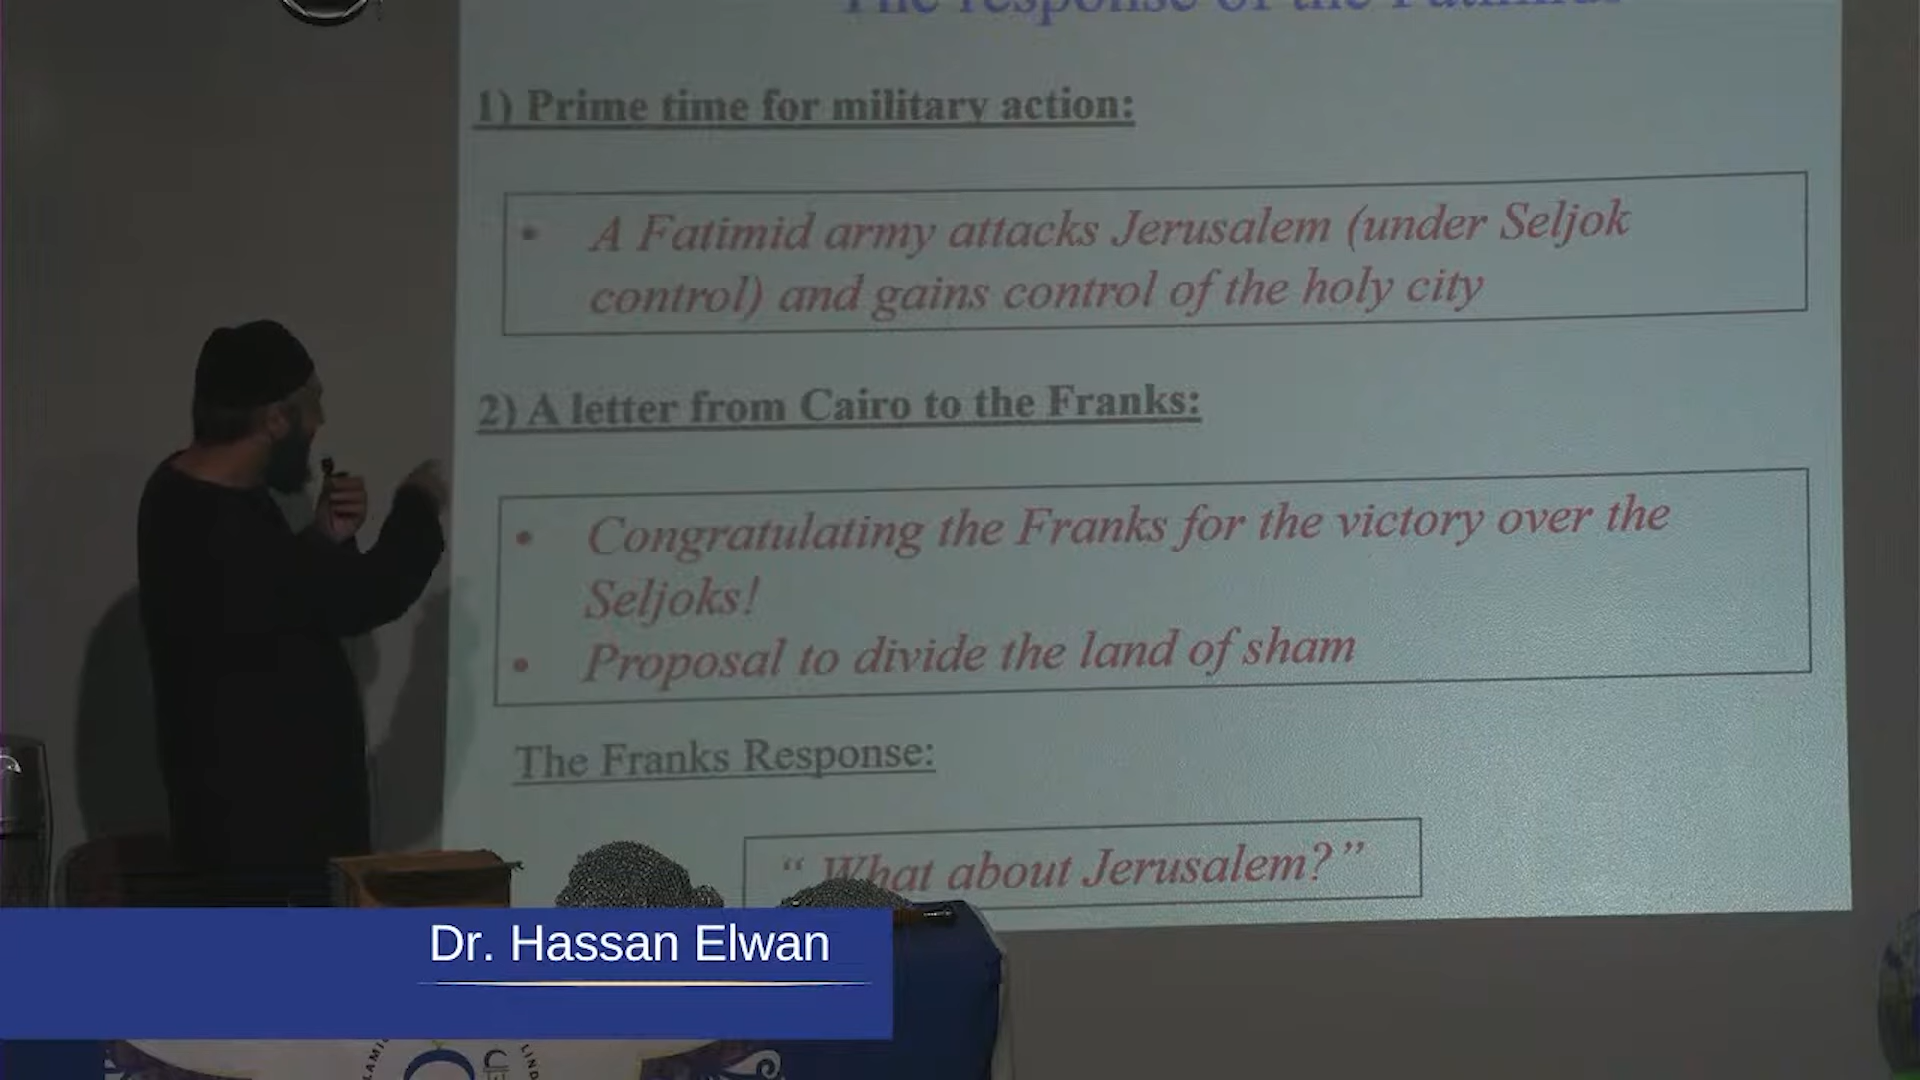 The response of the Fatimids
1) Prime time for military action:
• A Fatimid army attacks Jerusalem (under Seljok
control) and gains control of the holy city
2) A letter from Cairo to the Franks:
• Congratulating the Franks for the victory over the
Seljoks!
• Proposal to divide the land of sham
The Franks Response:
“ What about Jerusalem?”
Dr. Hassan Elwan